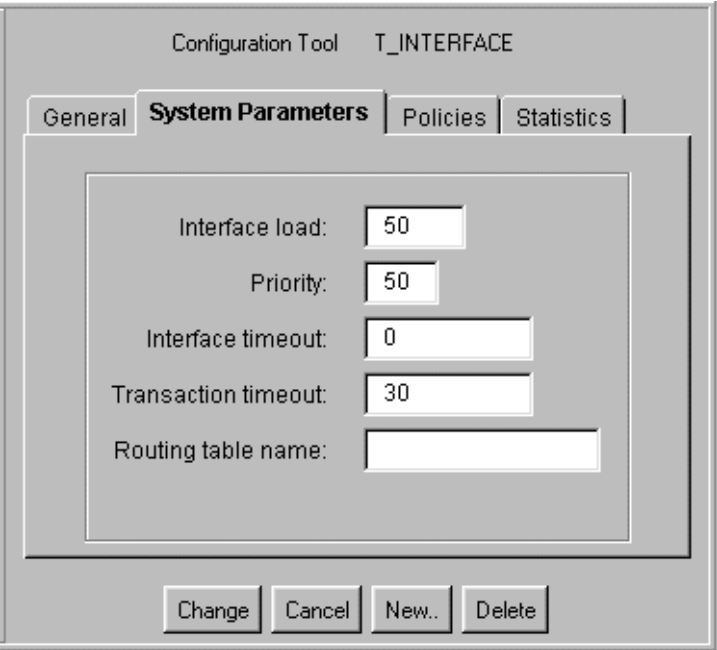 Configuration Tool T_INTERFACE
General System Parameters Policies Statistics
Interface load: 50
Priority: 50
Interface timeout: 0
Transaction timeout: 30
Routing table name:
Change Cancel New.. Delete